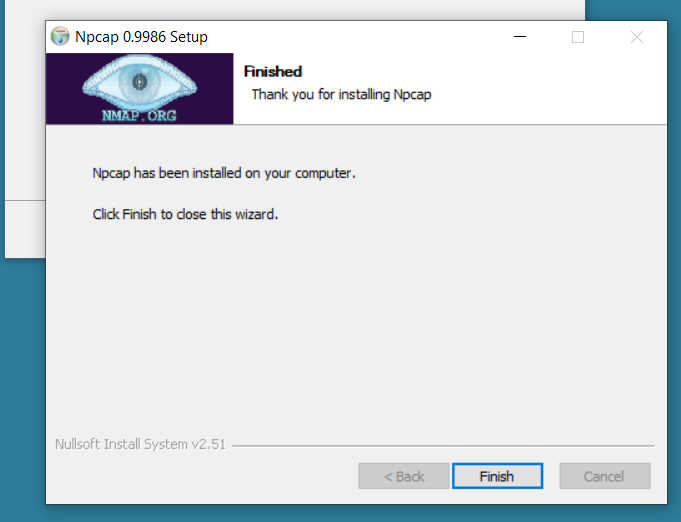 Npcap 0.9986 Setup
NMAP.ORG
Finished
Thank you for installing Npcap
Npcap has been installed on your computer.
Click Finish to close this wizard.
Nullsoft Install System v2.51
< Back
Finish
Cancel